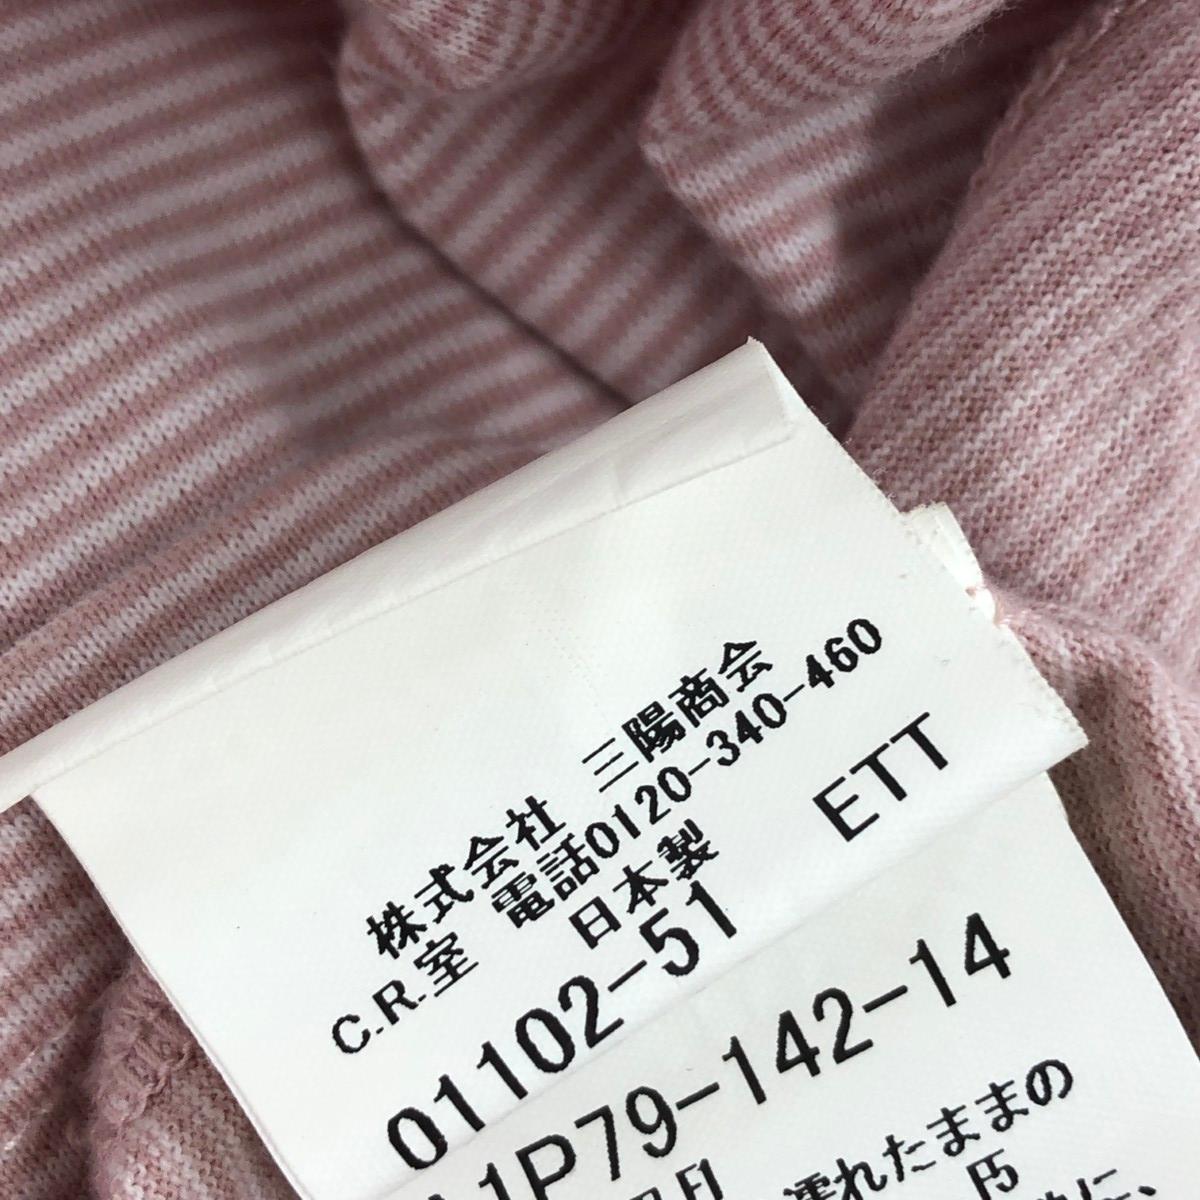 株式会社 三陽商会
C.R.室 電話0120-340-460
日本製 ETT
01102-51
1P79-142-14
濡れたままの
に、